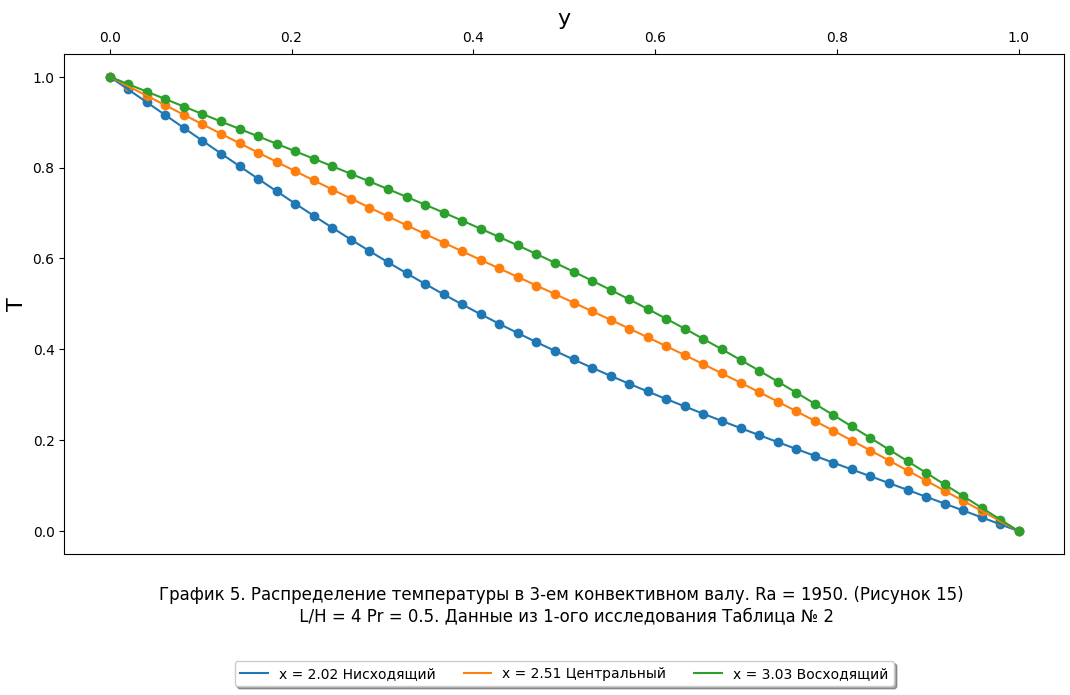 y
0.0 0.2 0.4 0.6 0.8 1.0
1.0
0.8
0.6
0.4
0.2
0.0
T
График 5. Распределение температуры в 3-ем конвективном валу. Ra = 1950. (Рисунок 15)
L/H = 4 Pr = 0.5. Данные из 1-ого исследования Таблица № 2
x = 2.02 Нисходящий x = 2.51 Центральный x = 3.03 Восходящий